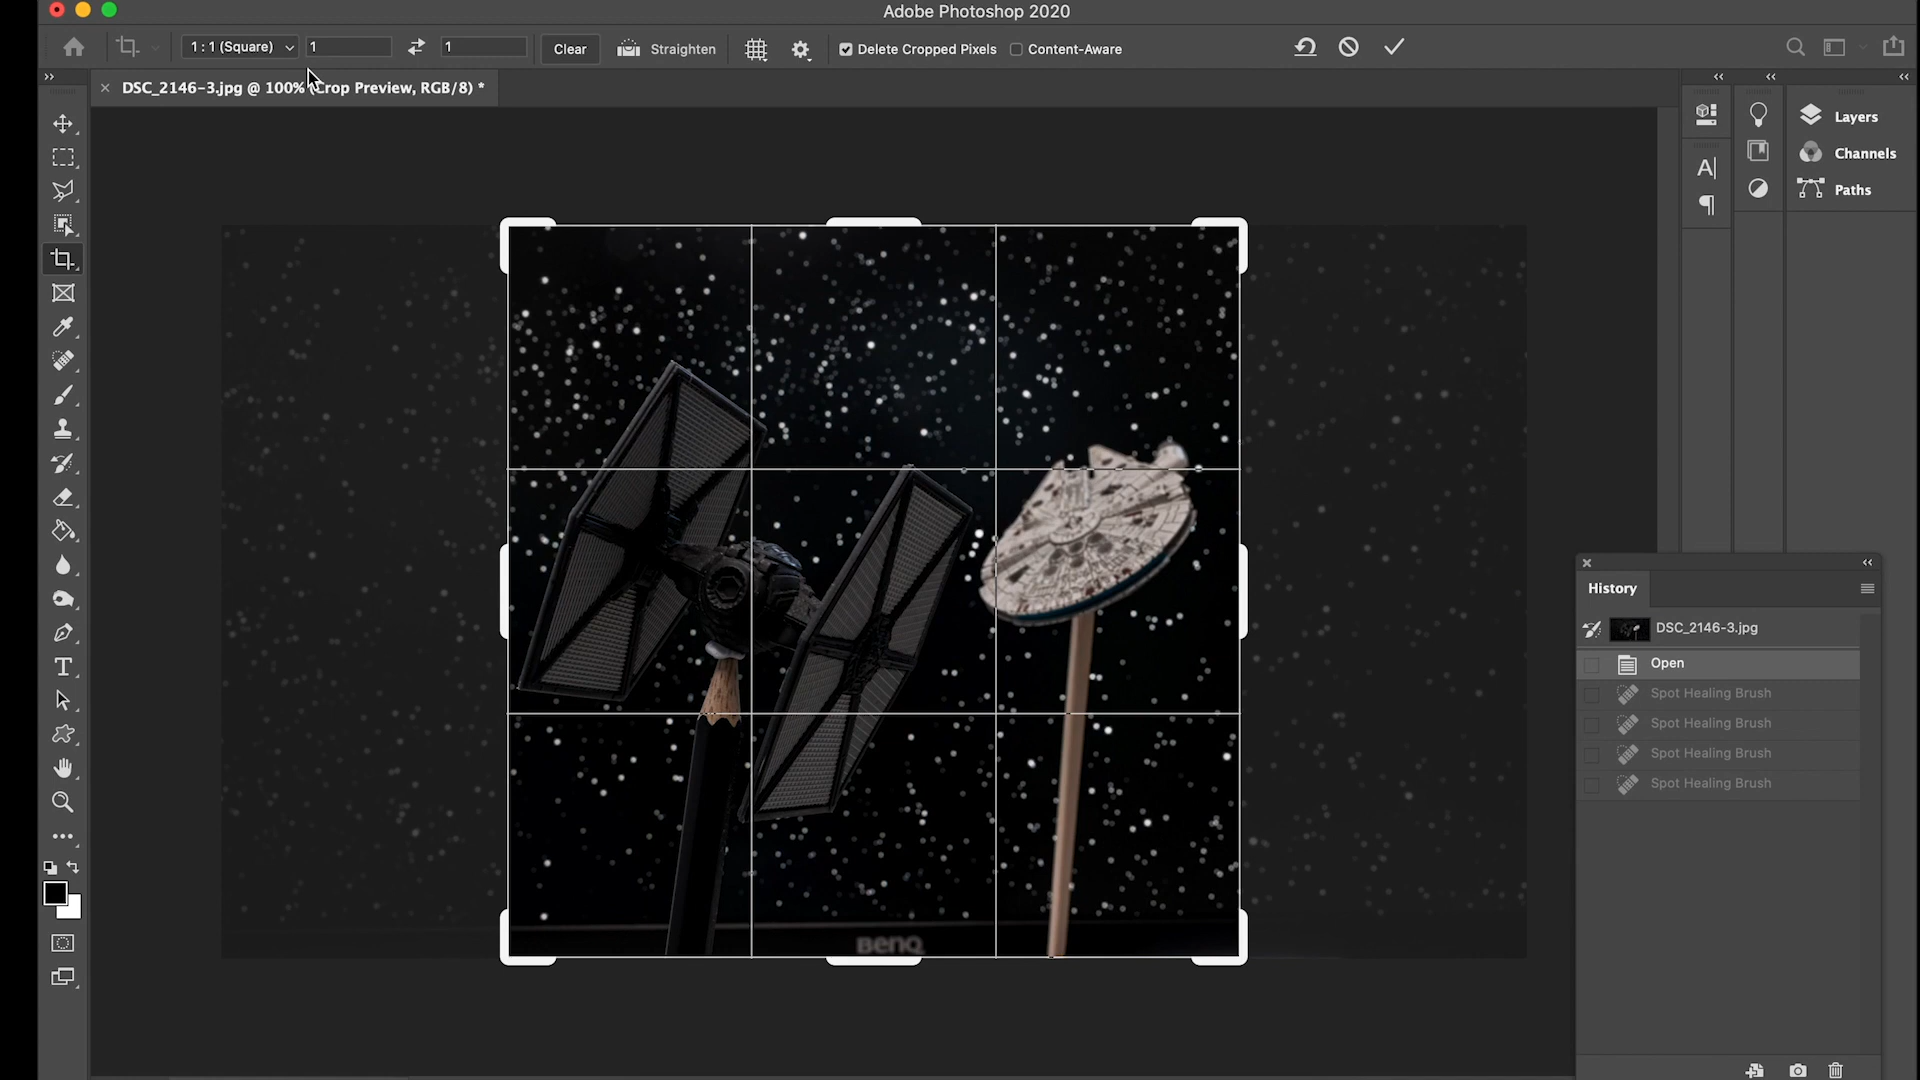 Adobe Photoshop 2020
1 : 1 (Square) 1 1 Clear Straighten Delete Cropped Pixels Content-Aware
× DSC_2146-3.jpg @ 100% (Crop Preview, RGB/8) *
Layers
Channels
Paths
History
DSC_2146-3.jpg
Open
Spot Healing Brush
Spot Healing Brush
Spot Healing Brush
Spot Healing Brush
BenQ